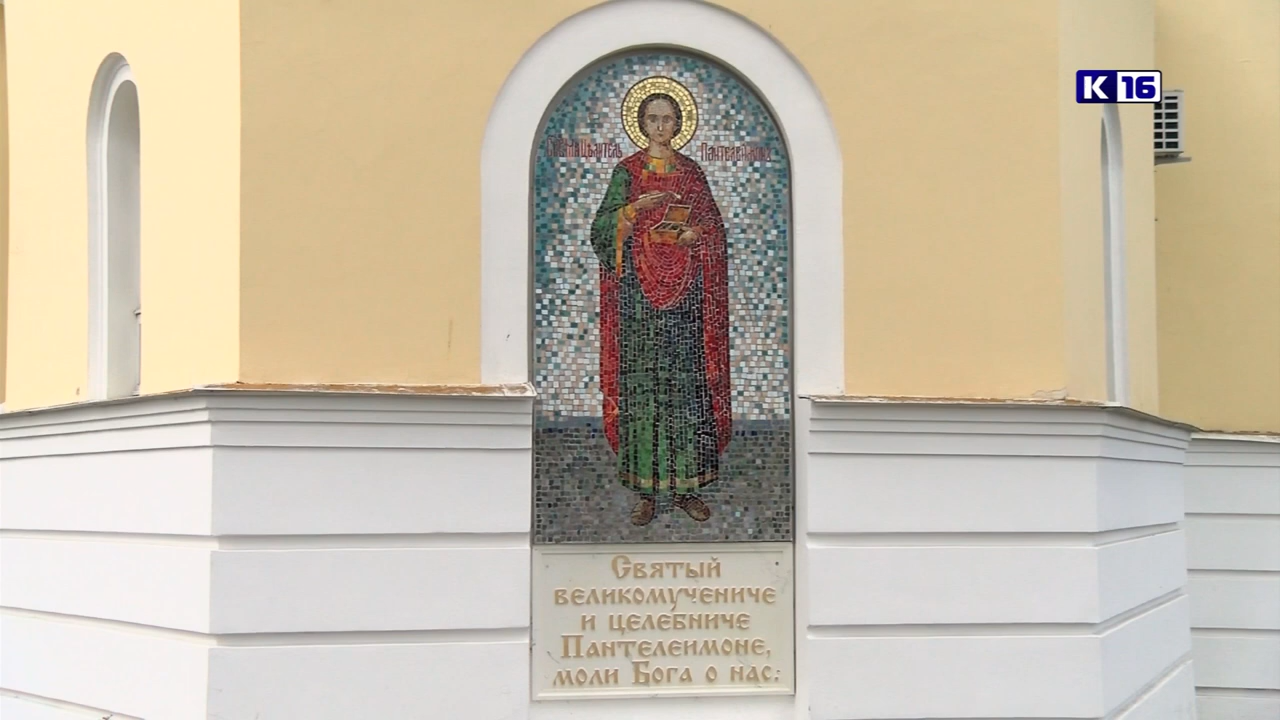 К 16
Святый
великомучениче
и целебниче
Пантелеимоне,
моли Бога о нас: